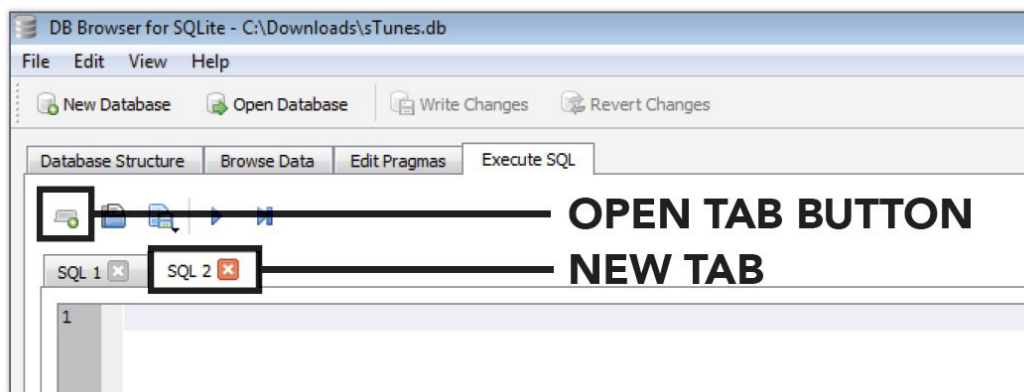 DB Browser for SQLite - C:\Downloads\sTunes.db
File Edit View Help
New Database Open Database Write Changes Revert Changes
Database Structure Browse Data Edit Pragmas Execute SQL
OPEN TAB BUTTON
SQL 1 SQL 2 NEW TAB
1